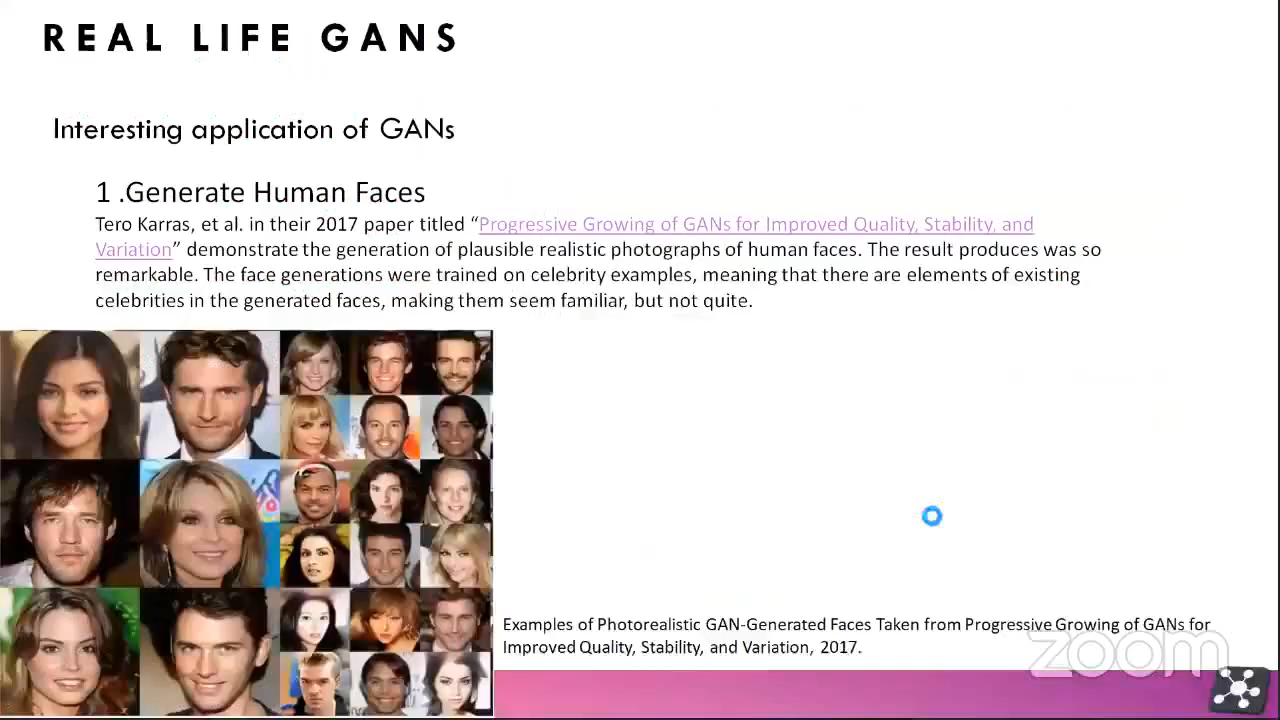 REAL LIFE GANS
Interesting application of GANs
1 .Generate Human Faces
Tero Karras, et al. in their 2017 paper titled “Progressive Growing of GANs for Improved Quality, Stability, and
Variation” demonstrate the generation of plausible realistic photographs of human faces. The result produces was so
remarkable. The face generations were trained on celebrity examples, meaning that there are elements of existing
celebrities in the generated faces, making them seem familiar, but not quite.
Examples of Photorealistic GAN-Generated Faces Taken from Progressive Growing of GANs for
Improved Quality, Stability, and Variation, 2017.
zoom